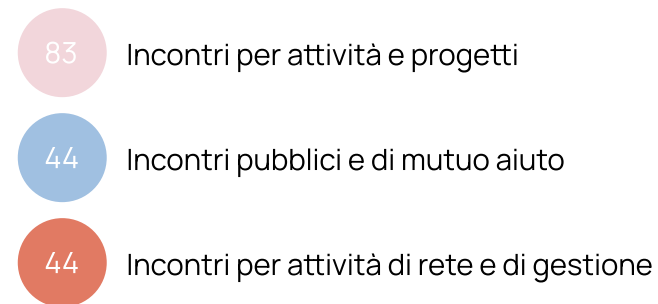 83 Incontri per attività e progetti
44 Incontri pubblici e di mutuo aiuto
44 Incontri per attività di rete e di gestione